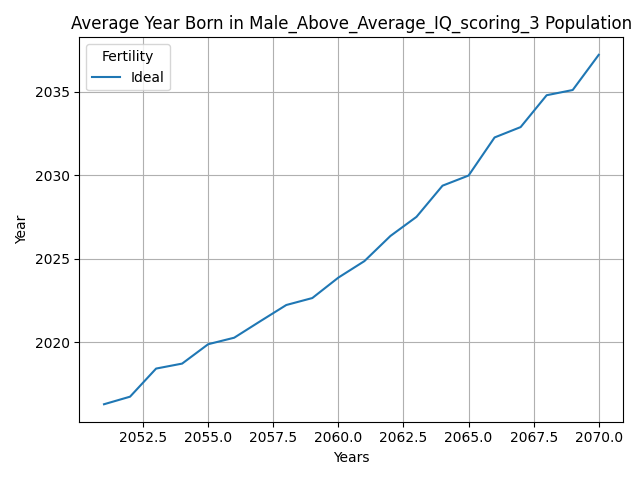 Average Year Born in Male_Above_Average_IQ_scoring_3 Population
Fertility
Ideal
2035
2030
2025
2020
Year
2052.5 2055.0 2057.5 2060.0 2062.5 2065.0 2067.5 2070.0
Years